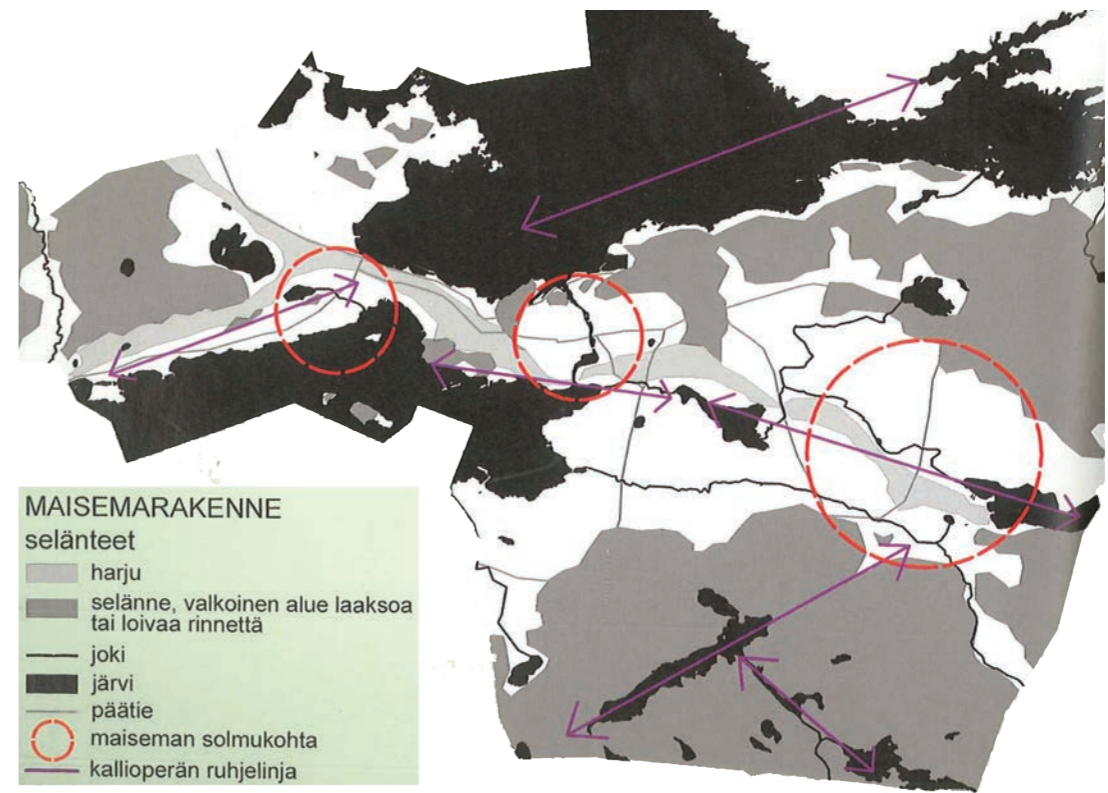 MAISEMARAKENNE
selänteet
harju
selänne, valkoinen alue laaksoa
tai loivaa rinnettä
joki
järvi
päätie
maiseman solmukohta
kallioperän ruhjelinja